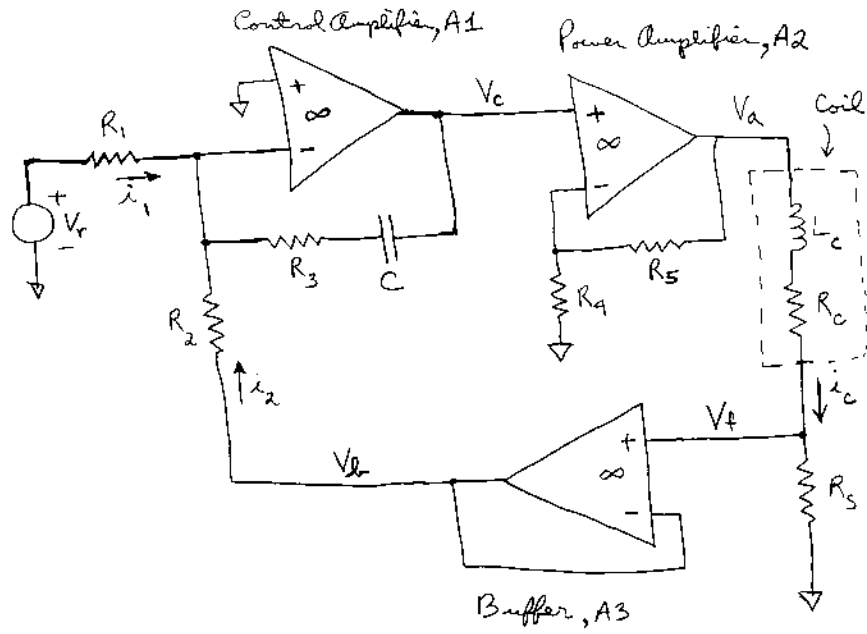 Control Amplifier, A1
Power Amplifier, A2
Coil
+
∞
−
Vc
+
∞
−
Va
R1
i1
+
Vr
−
R3
C
R5
R4
Lc
Rc
ic
R2
i2
Vb
+
∞
−
Vf
Rs
Buffer, A3